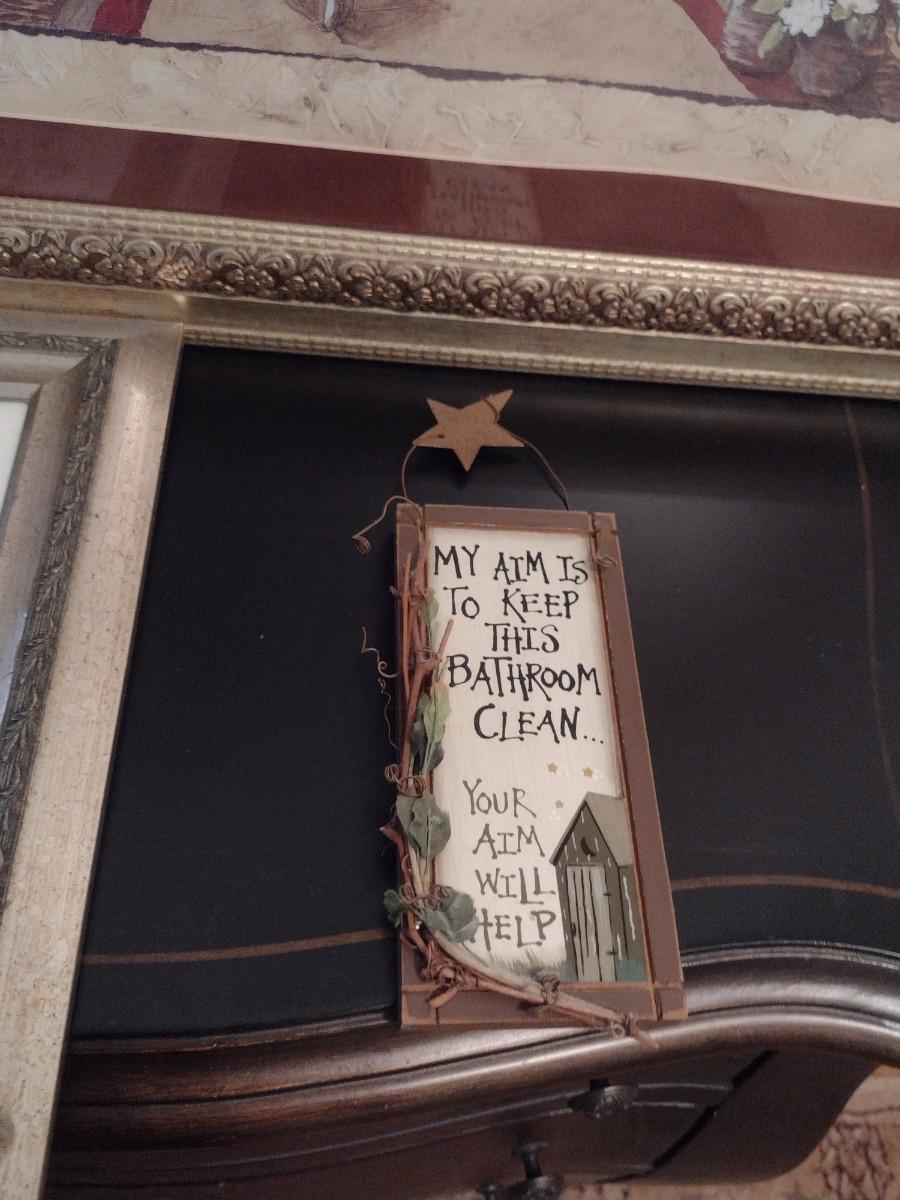 MY AIM IS
TO KEEP
THIS
BATHROOM
CLEAN...
YOUR
AIM
WILL
HELP